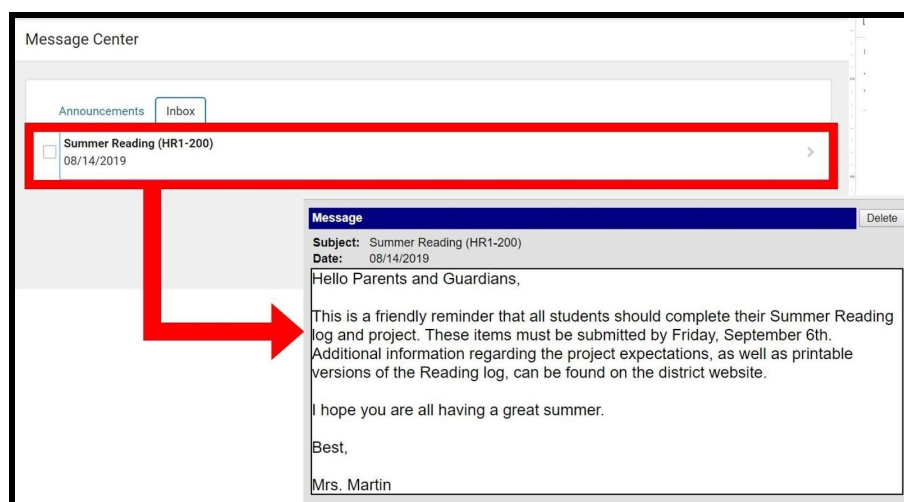 Message Center
Announcements
Inbox
Summer Reading (HR1-200)
08/14/2019
Message
Delete
Subject: Summer Reading (HR1-200)
Date: 08/14/2019
Hello Parents and Guardians,
This is a friendly reminder that all students should complete their Summer Reading
log and project. These items must be submitted by Friday, September 6th.
Additional information regarding the project expectations, as well as printable
versions of the Reading log, can be found on the district website.
I hope you are all having a great summer.
Best,
Mrs. Martin